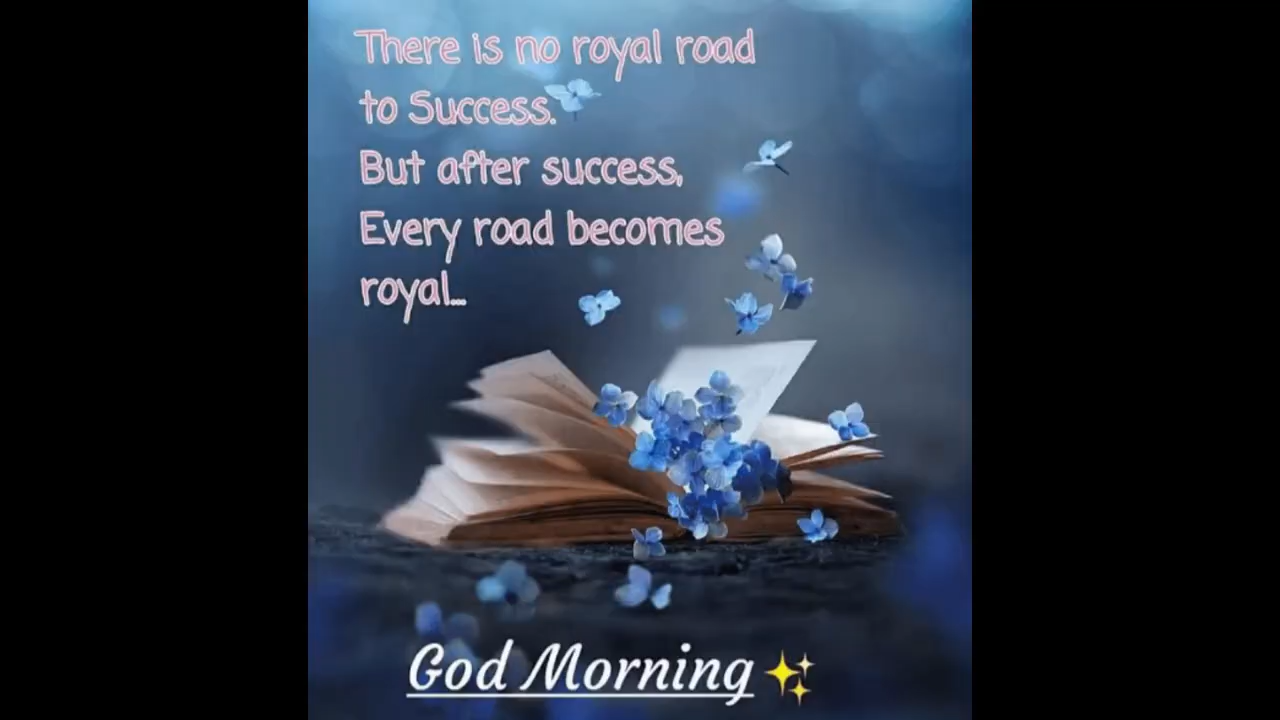 There is no royal road
to Success.
But after success,
Every road becomes
royal...
God Morning ✨